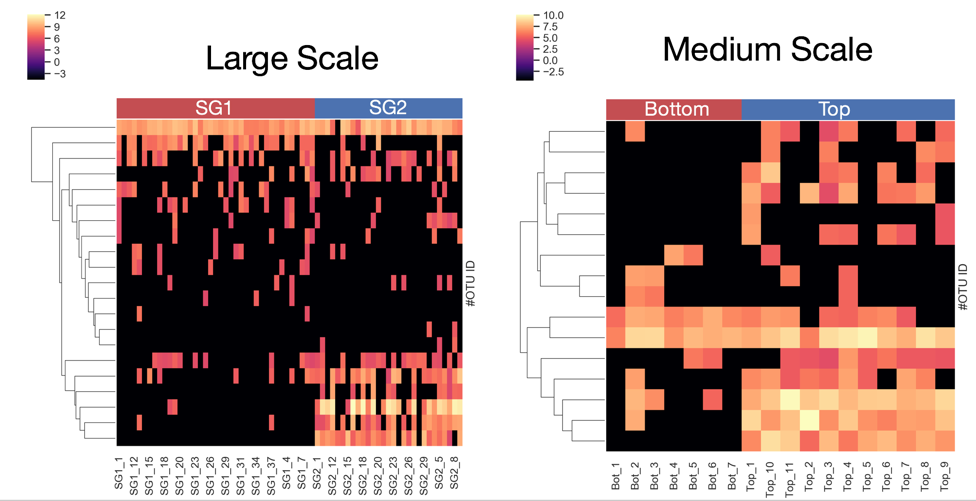 Large Scale
12
9
6
3
0
−3
SG1
SG2
#OTU ID
SG1_1
SG1_12
SG1_15
SG1_18
SG1_20
SG1_23
SG1_26
SG1_29
SG1_31
SG1_34
SG1_37
SG1_4
SG1_7
SG2_1
SG2_12
SG2_15
SG2_18
SG2_20
SG2_23
SG2_26
SG2_29
SG2_5
SG2_8
Medium Scale
10.0
7.5
5.0
2.5
0.0
−2.5
Bottom
Top
#OTU ID
Bot_1
Bot_2
Bot_3
Bot_4
Bot_5
Bot_6
Bot_7
Top_1
Top_10
Top_11
Top_2
Top_3
Top_4
Top_5
Top_6
Top_7
Top_8
Top_9